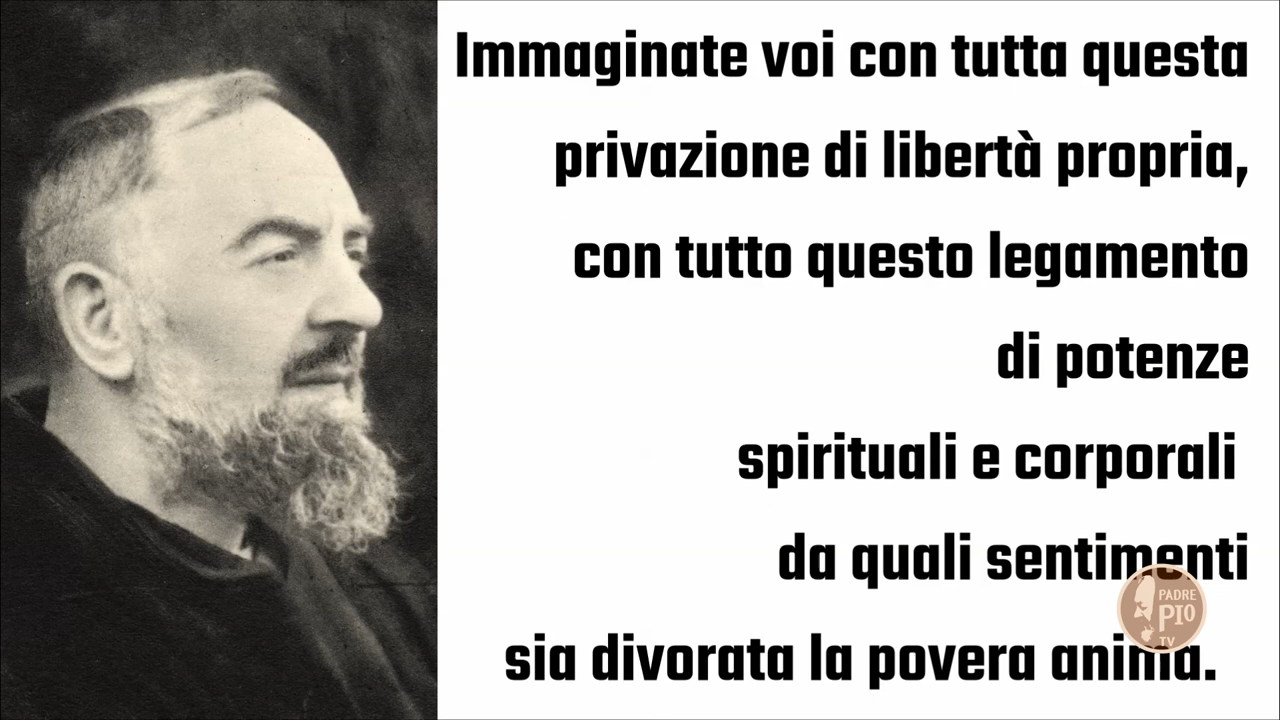 Immaginate voi con tutta questa
privazione di libertà propria,
con tutto questo legamento
di potenze
spirituali e corporali
da quali sentimenti
sia divorata la povera anima.
PADRE
PIO
TV